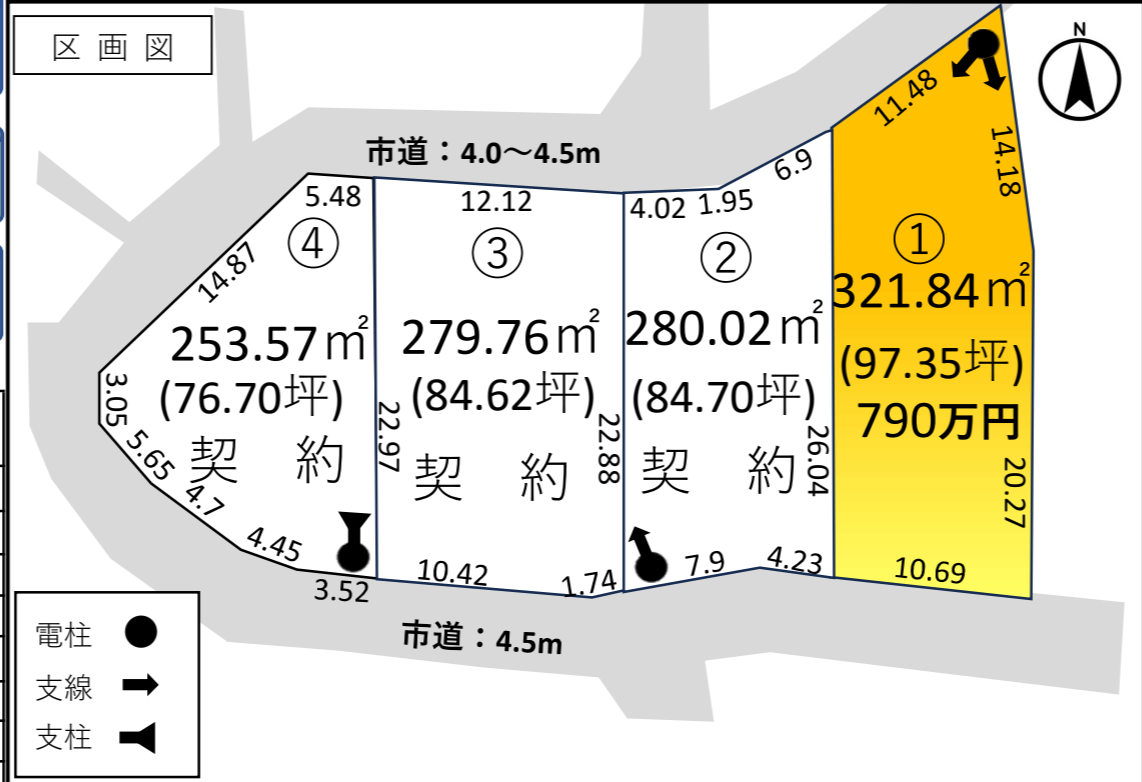 区画図
N
市道：4.0～4.5m
11.48
14.18
6.9
5.48
12.12
4.02
1.95
④
③
②
①
14.87
253.57㎡
(76.70坪)
契 約
279.76㎡
(84.62坪)
契 約
280.02㎡
(84.70坪)
契 約
321.84㎡
(97.35坪)
790万円
3.05
5.65
4.7
4.45
3.52
22.97
22.88
26.04
20.27
10.42
1.74
7.9
4.23
10.69
市道：4.5m
電柱
支線
支柱